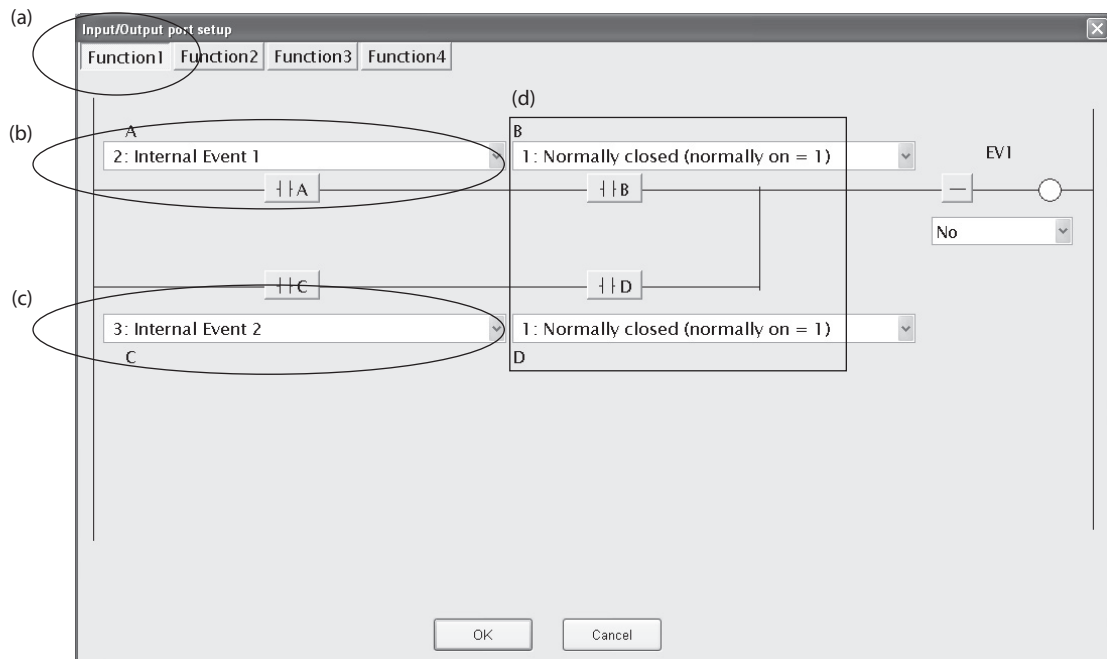 (a)
Input/Output port setup
Function1 Function2 Function3 Function4
(d)
(b)
A B
2: Internal Event 1 1: Normally closed (normally on = 1) EV1
A B
No
(c)
C D
3: Internal Event 2 1: Normally closed (normally on = 1)
C D
OK Cancel